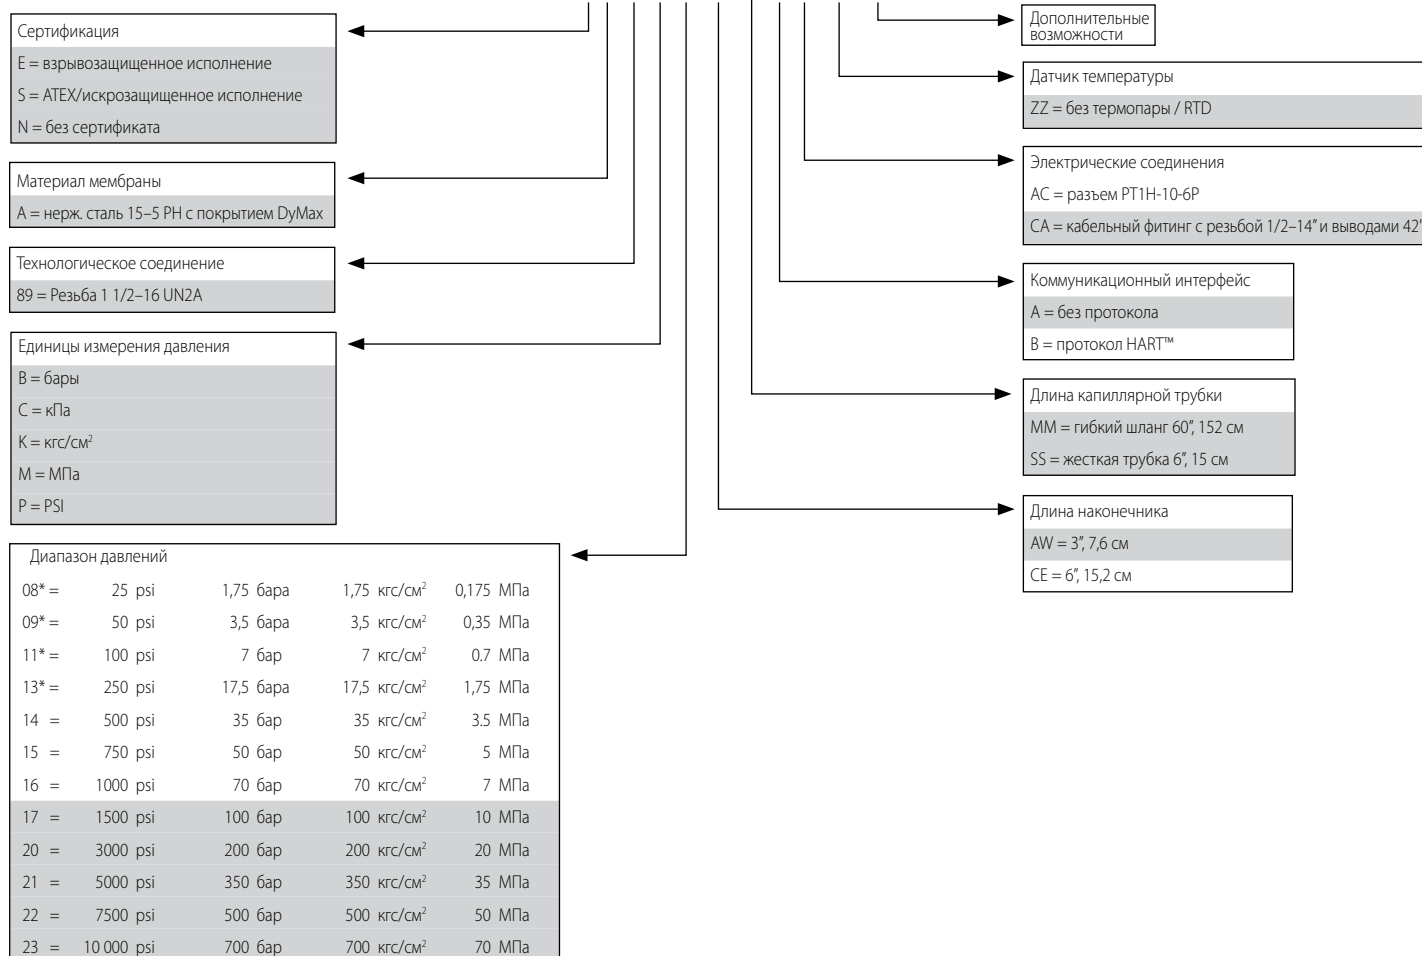 Сертификация
E = взрывозащищенное исполнение
S = ATEX/искрозащищенное исполнение
N = без сертификата
Материал мембраны
A = нерж. сталь 15–5 PH с покрытием DyMax
Технологическое соединение
89 = Резьба 1 1/2–16 UN2A
Единицы измерения давления
B = бары
C = кПа
K = кгс/см²
M = МПа
P = PSI
Диапазон давлений
08* = 25 psi 1,75 бара 1,75 кгс/см² 0,175 МПа
09* = 50 psi 3,5 бара 3,5 кгс/см² 0,35 МПа
11* = 100 psi 7 бар 7 кгс/см² 0.7 МПа
13* = 250 psi 17,5 бара 17,5 кгс/см² 1,75 МПа
14 = 500 psi 35 бар 35 кгс/см² 3.5 МПа
15 = 750 psi 50 бар 50 кгс/см² 5 МПа
16 = 1000 psi 70 бар 70 кгс/см² 7 МПа
17 = 1500 psi 100 бар 100 кгс/см² 10 МПа
20 = 3000 psi 200 бар 200 кгс/см² 20 МПа
21 = 5000 psi 350 бар 350 кгс/см² 35 МПа
22 = 7500 psi 500 бар 500 кгс/см² 50 МПа
23 = 10 000 psi 700 бар 700 кгс/см² 70 МПа
Дополнительные
возможности
Датчик температуры
ZZ = без термопары / RTD
Электрические соединения
AC = разъем PT1H-10-6P
CA = кабельный фитинг с резьбой 1/2–14″ и выводами 42″
Коммуникационный интерфейс
A = без протокола
B = протокол HART™
Длина капиллярной трубки
MM = гибкий шланг 60″, 152 см
SS = жесткая трубка 6″, 15 см
Длина наконечника
AW = 3″, 7,6 см
CE = 6″, 15,2 см